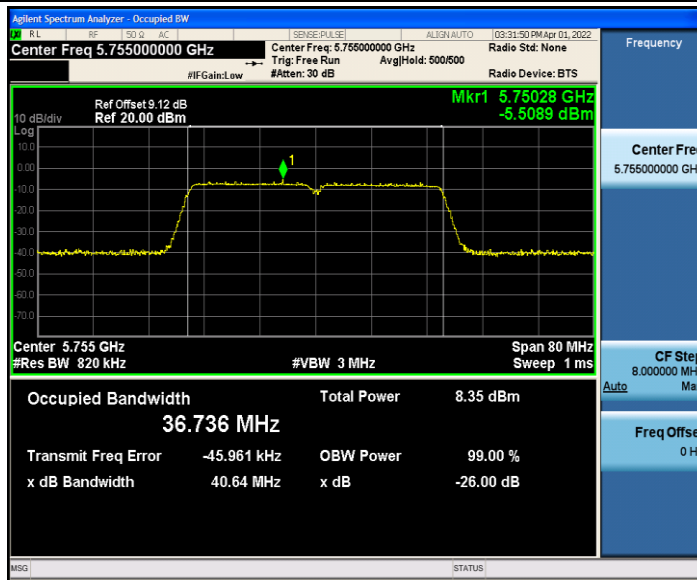 Agilent Spectrum Analyzer - Occupied BW
RL RF 50 Ω AC SENSE:PULSE ALIGN AUTO 03:31:50 PM Apr 01, 2022
Center Freq 5.755000000 GHz
Center Freq: 5.755000000 GHz
Radio Std: None
Trig: Free Run Avg|Hold: 500/500
#IFGain:Low #Atten: 30 dB Radio Device: BTS
Frequency
Mkr1 5.75028 GHz
-5.5089 dBm
Ref Offset 9.12 dB
10 dB/div Ref 20.00 dBm
Log
10.0
0.00
-10.0
-20.0
-30.0
-40.0
-50.0
-60.0
-70.0
1
Center 5.755 GHz Span 80 MHz
#Res BW 820 kHz #VBW 3 MHz Sweep 1 ms
Occupied Bandwidth Total Power 8.35 dBm
36.736 MHz
Transmit Freq Error -45.961 kHz OBW Power 99.00 %
x dB Bandwidth 40.64 MHz x dB -26.00 dB
Center Fre
5.755000000 GH
CF Step
8.000000 MH
Auto Ma
Freq Offse
0 H
MSG STATUS